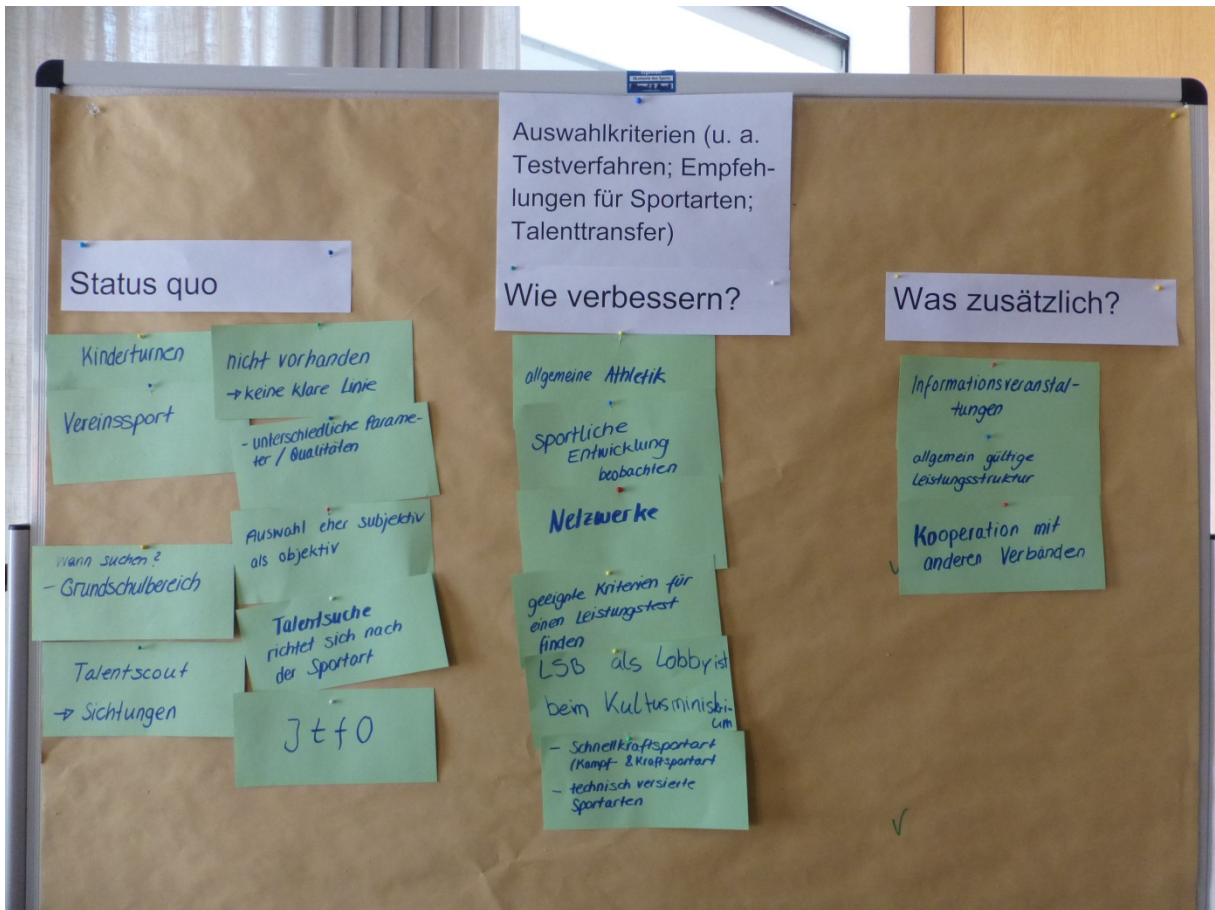 Auswahlkriterien (u. a.
Testverfahren; Empfeh-
lungen für Sportarten;
Talenttransfer)
Status quo
Kinderturnen
Vereinssport
Wann suchen?
- Grundschulbereich
Talentscout
→ Sichtungen
nicht vorhanden
→ keine klare Linie
- unterschiedliche Parame-
ter / Qualitäten
Auswahl eher subjektiv
als objektiv
Talentsuche
richtet sich nach
der Sportart
JtfO
Wie verbessern?
allgemeine Athletik
Sportliche
Entwicklung
beobachten
Netzwerke
geeignte Kriterien für
einen Leistungstest
finden
LSB als Lobbyist
beim Kultusministeri-
um
- Schnellkraftsportart
(Kampf- & Kraftsportart
- technisch versierte
Sportarten
Was zusätzlich?
Informationsveranstal-
tungen
allgemein gültige
Leistungsstruktur
Kooperation mit
anderen Verbänden